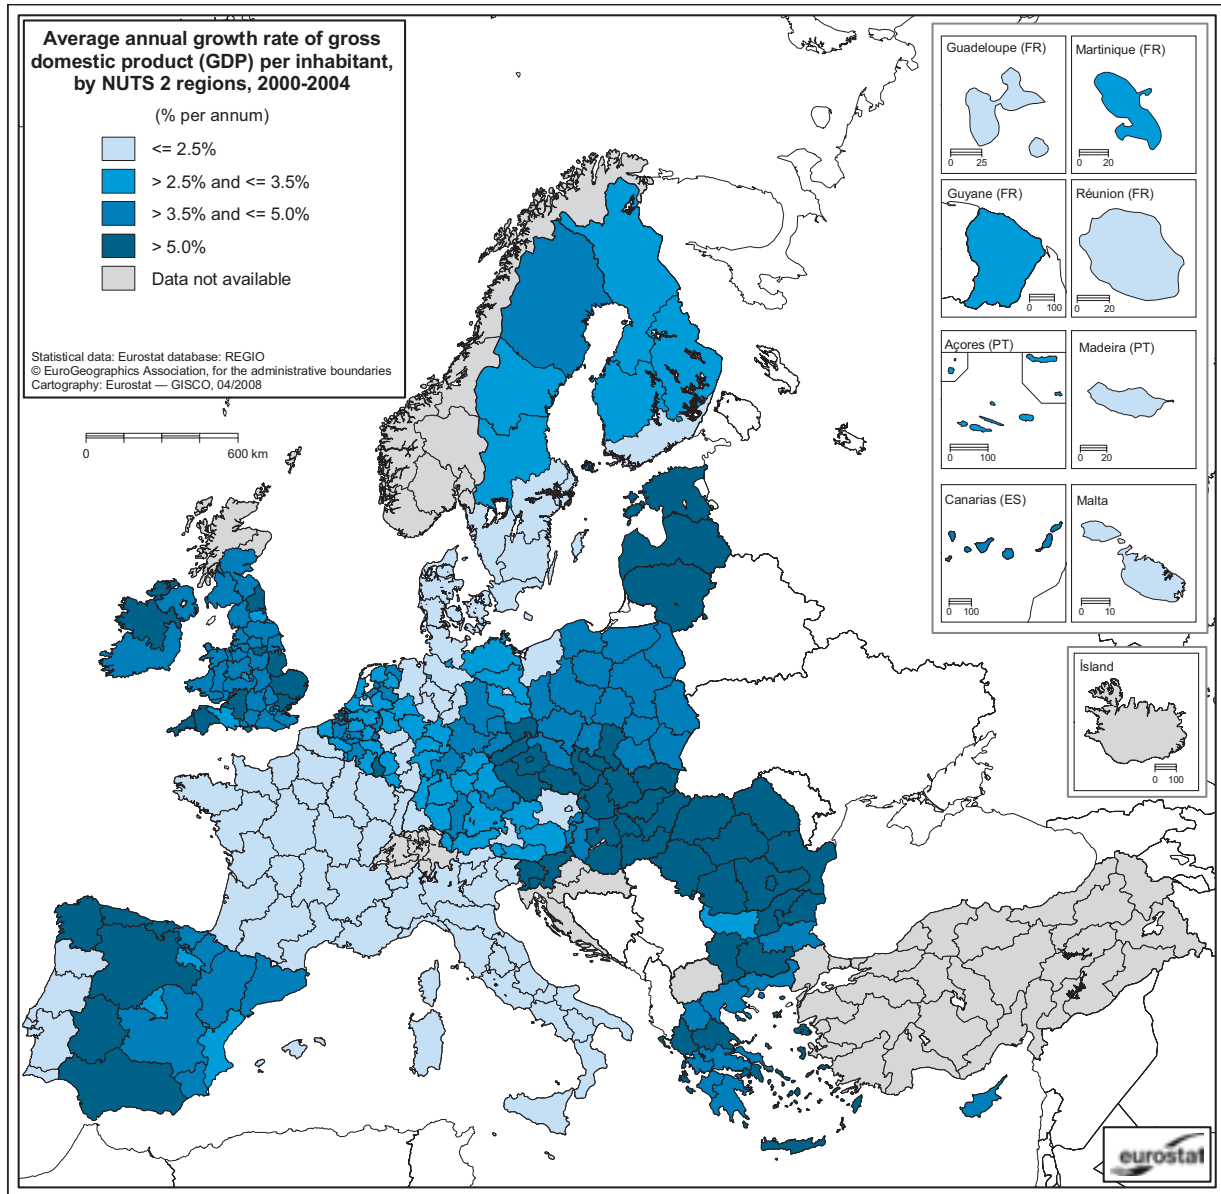 Average annual growth rate of gross
domestic product (GDP) per inhabitant,
by NUTS 2 regions, 2000-2004
(% per annum)
<= 2.5%
> 2.5% and <= 3.5%
> 3.5% and <= 5.0%
> 5.0%
Data not available
Statistical data: Eurostat database: REGIO
© EuroGeographics Association, for the administrative boundaries
Cartography: Eurostat — GISCO, 04/2008
0 600 km
Guadeloupe (FR)
0 25
Martinique (FR)
0 20
Guyane (FR)
0 100
Réunion (FR)
0 20
Açores (PT)
0 100
Madeira (PT)
0 20
Canarias (ES)
0 100
Malta
0 10
Ísland
0 100
eurostat